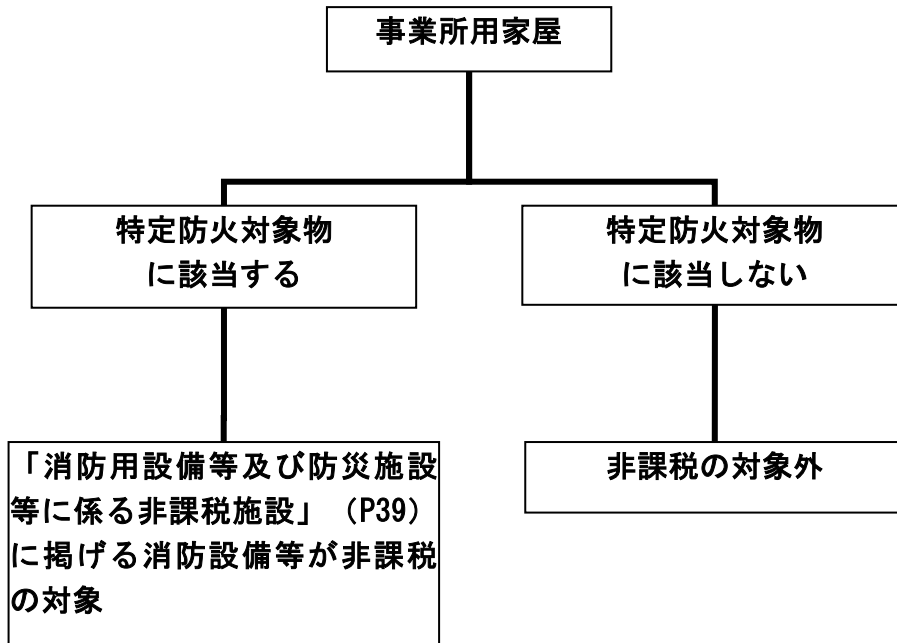 事業所用家屋
特定防火対象物
に該当する
特定防火対象物
に該当しない
「消防用設備等及び防災施設
等に係る非課税施設」（P39）
に掲げる消防設備等が非課税
の対象
非課税の対象外